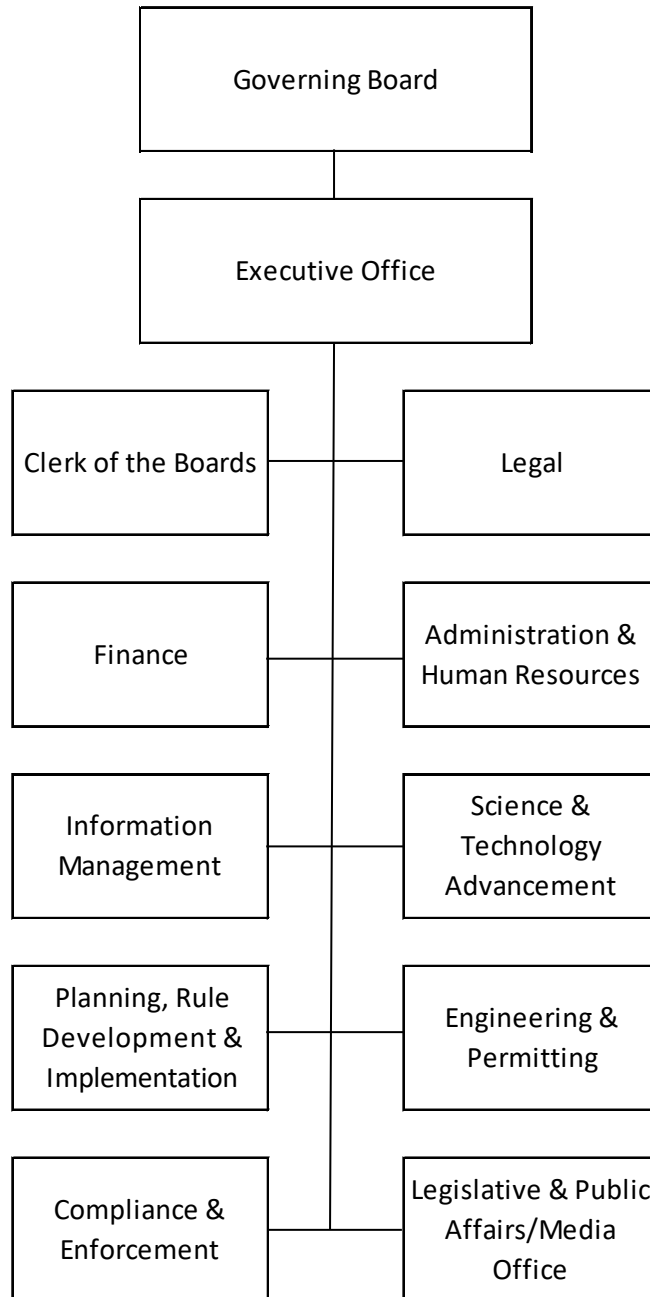 Governing Board
Executive Office
Clerk of the Boards
Legal
Finance
Administration &
Human Resources
Information
Management
Science &
Technology
Advancement
Planning, Rule
Development &
Implementation
Engineering &
Permitting
Compliance &
Enforcement
Legislative & Public
Affairs/Media
Office